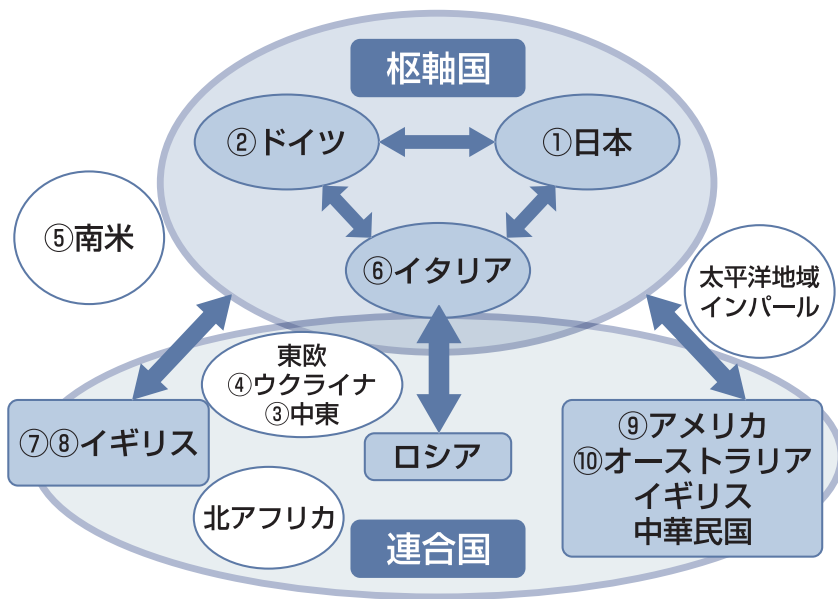 枢軸国
②ドイツ
①日本
⑥イタリア
⑤南米
太平洋地域
インパール
東欧
④ウクライナ
③中東
⑦⑧イギリス
ロシア
⑨アメリカ
⑩オーストラリア
イギリス
中華民国
北アフリカ
連合国